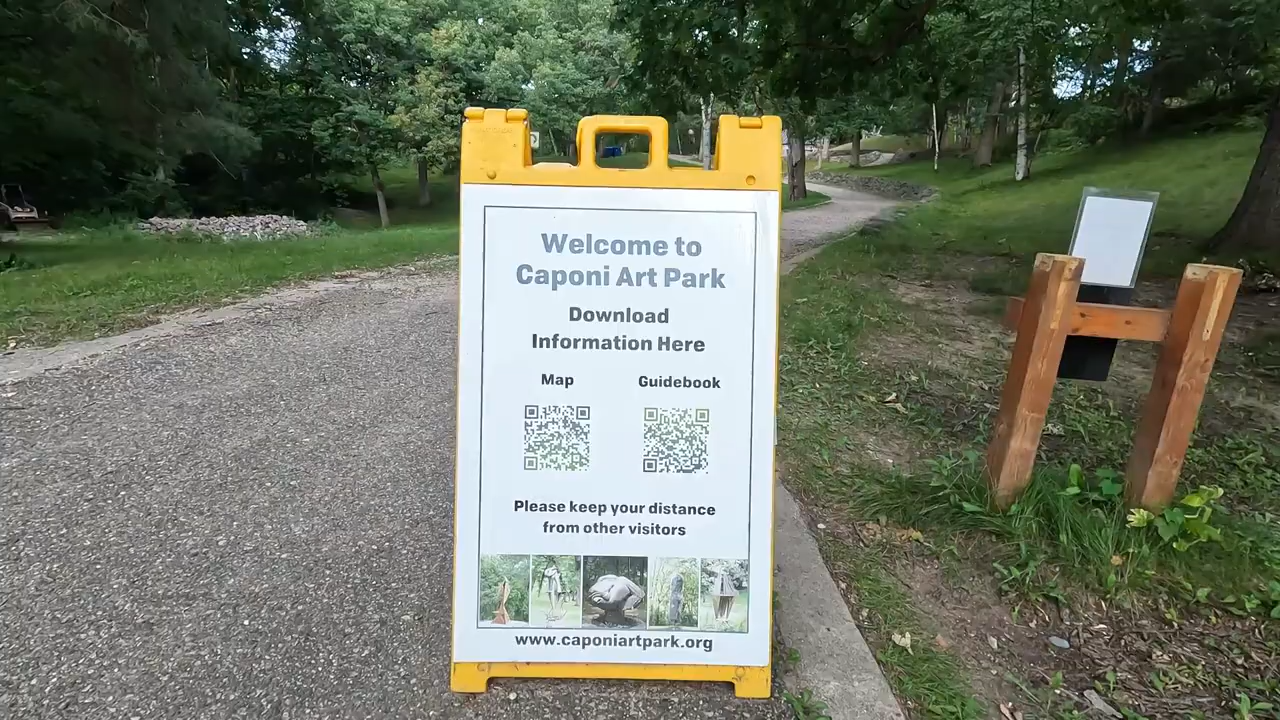 Welcome to
Caponi Art Park
Download
Information Here
Map Guidebook
Please keep your distance
from other visitors
www.caponiartpark.org